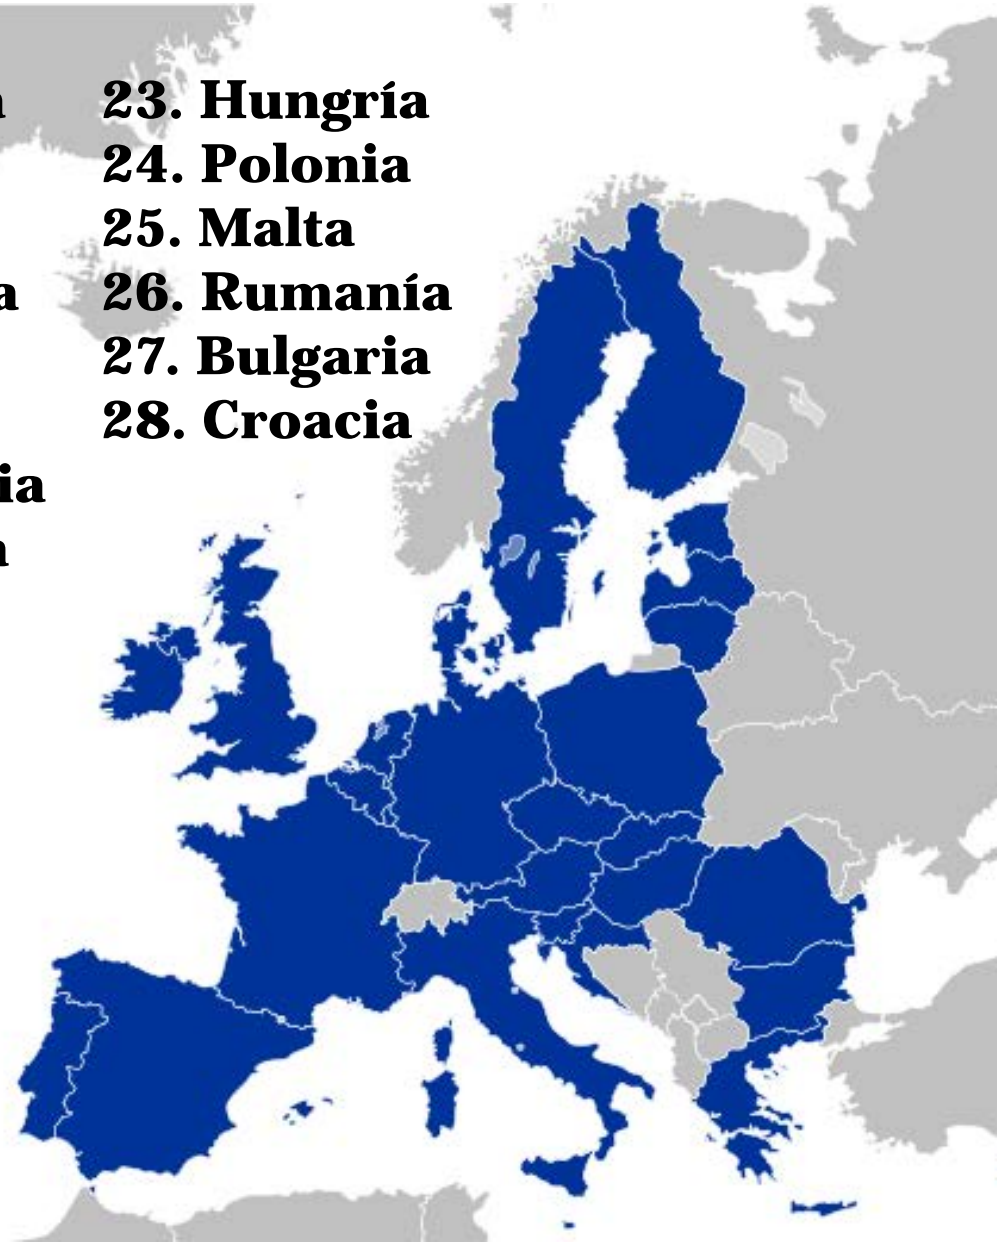 23. Hungría
24. Polonia
25. Malta
26. Rumanía
27. Bulgaria
28. Croacia